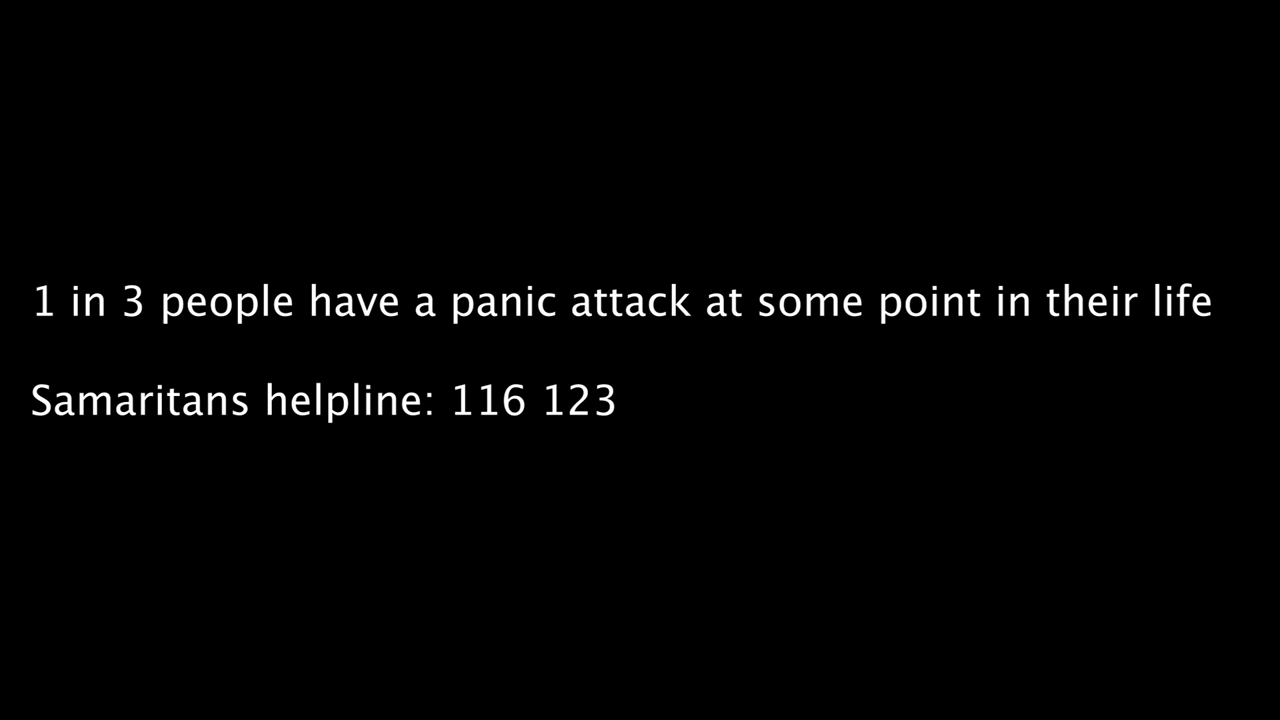 1 in 3 people have a panic attack at some point in their life
Samaritans helpline: 116 123